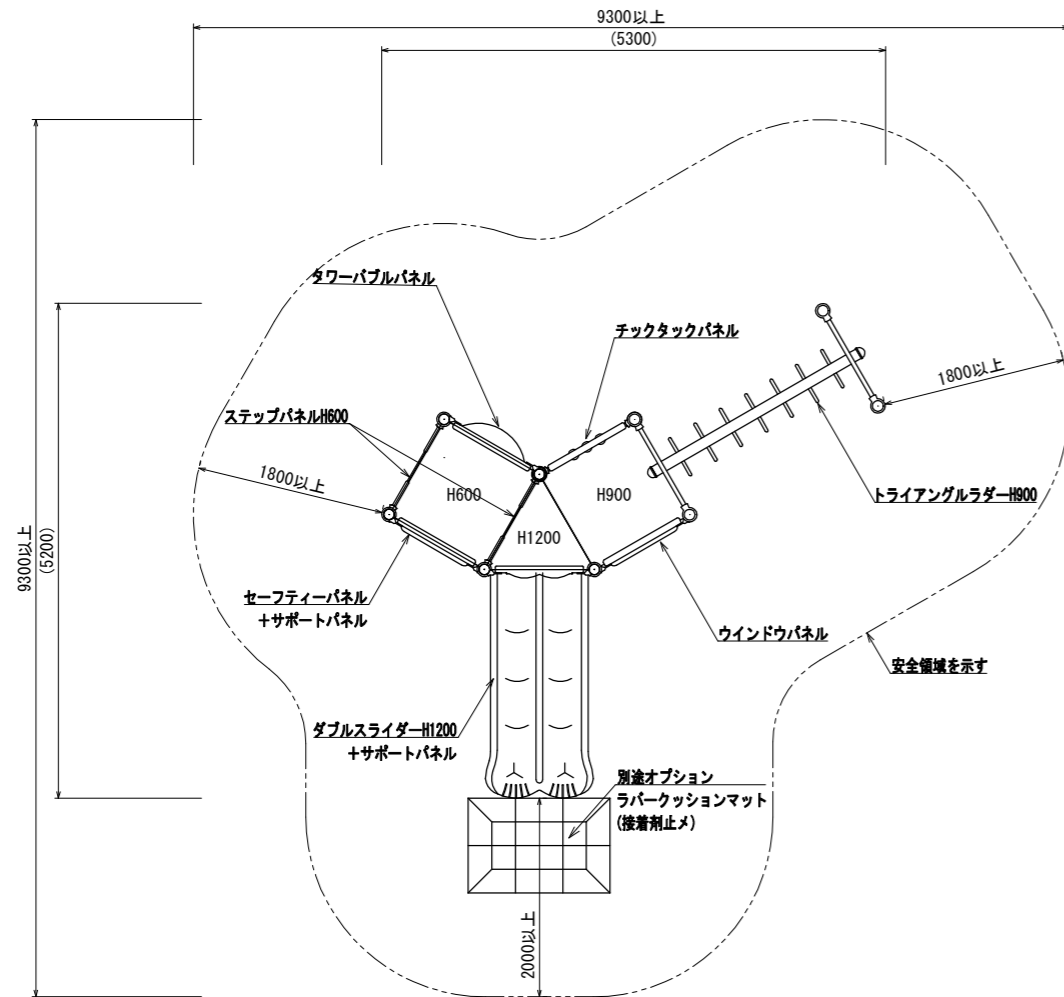 9300以上
(5300)
タワーバブルパネル
チックタックパネル
ステップパネルH600
1800以上
1800以上
H600
H900
トライアングルラダーH900
H1200
9300以上
(5200)
セーフティーパネル
+サポートパネル
ウインドウパネル
安全領域を示す
ダブルスライダーH1200
+サポートパネル
別途オプション
ラバークッションマット
(接着剤止メ)
2000以上